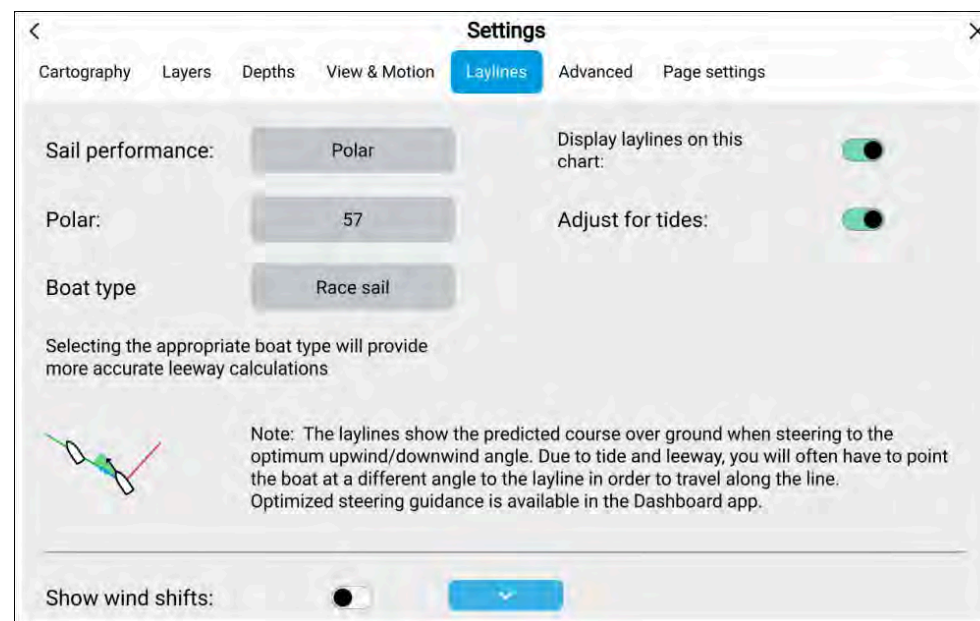 Settings
Cartography Layers Depths View & Motion Laylines Advanced Page settings
Sail performance: Polar
Display laylines on this
chart:
Polar: 57
Adjust for tides:
Boat type Race sail
Selecting the appropriate boat type will provide
more accurate leeway calculations
Note: The laylines show the predicted course over ground when steering to the
optimum upwind/downwind angle. Due to tide and leeway, you will often have to point
the boat at a different angle to the layline in order to travel along the line.
Optimized steering guidance is available in the Dashboard app.
Show wind shifts: